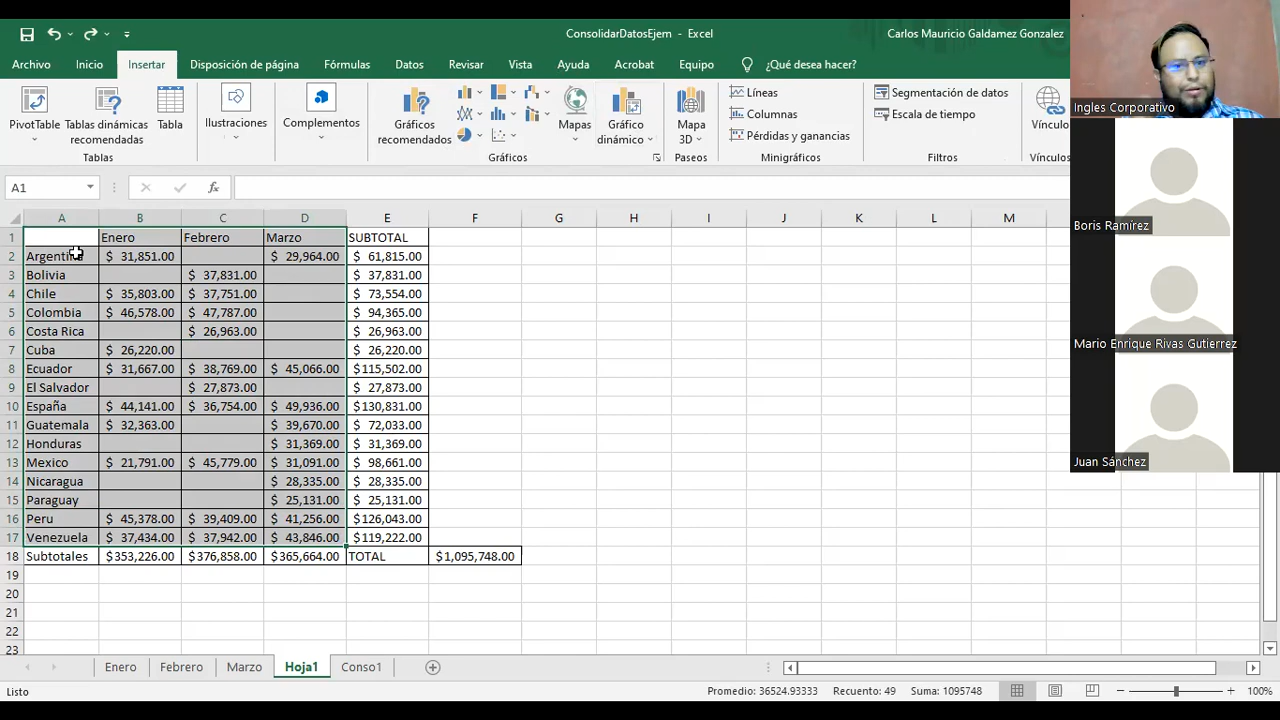 ConsolidarDatosEjem - Excel
Carlos Mauricio Galdamez Gonzalez
Archivo Inicio Insertar Disposición de página Fórmulas Datos Revisar Vista Ayuda Acrobat Equipo ¿Qué desea hacer?
PivotTable
Tablas dinámicas recomendadas
Tabla
Tablas
Ilustraciones
Complementos
Gráficos recomendados
Mapas
Gráfico dinámico
Gráficos
Mapa 3D
Paseos
Líneas
Columnas
Pérdidas y ganancias
Minigráficos
Segmentación de datos
Escala de tiempo
Filtros
Vínculo
Vínculos
Ingles Corporativo
Boris Ramírez
Mario Enrique Rivas Gutierrez
Juan Sánchez
A1
fx
A B C D E F G H I J K L M
1 Enero Febrero Marzo SUBTOTAL
2 Argentina $ 31,851.00 $ 29,964.00 $ 61,815.00
3 Bolivia $ 37,831.00 $ 37,831.00
4 Chile $ 35,803.00 $ 37,751.00 $ 73,554.00
5 Colombia $ 46,578.00 $ 47,787.00 $ 94,365.00
6 Costa Rica $ 26,963.00 $ 26,963.00
7 Cuba $ 26,220.00 $ 26,220.00
8 Ecuador $ 31,667.00 $ 38,769.00 $ 45,066.00 $115,502.00
9 El Salvador $ 27,873.00 $ 27,873.00
10 España $ 44,141.00 $ 36,754.00 $ 49,936.00 $130,831.00
11 Guatemala $ 32,363.00 $ 39,670.00 $ 72,033.00
12 Honduras $ 31,369.00 $ 31,369.00
13 Mexico $ 21,791.00 $ 45,779.00 $ 31,091.00 $ 98,661.00
14 Nicaragua $ 28,335.00 $ 28,335.00
15 Paraguay $ 25,131.00 $ 25,131.00
16 Peru $ 45,378.00 $ 39,409.00 $ 41,256.00 $126,043.00
17 Venezuela $ 37,434.00 $ 37,942.00 $ 43,846.00 $119,222.00
18 Subtotales $353,226.00 $376,858.00 $365,664.00 TOTAL $1,095,748.00
19
20
21
22
23
Enero Febrero Marzo Hoja1 Conso1
Listo Promedio: 36524.93333 Recuento: 49 Suma: 1095748 100%